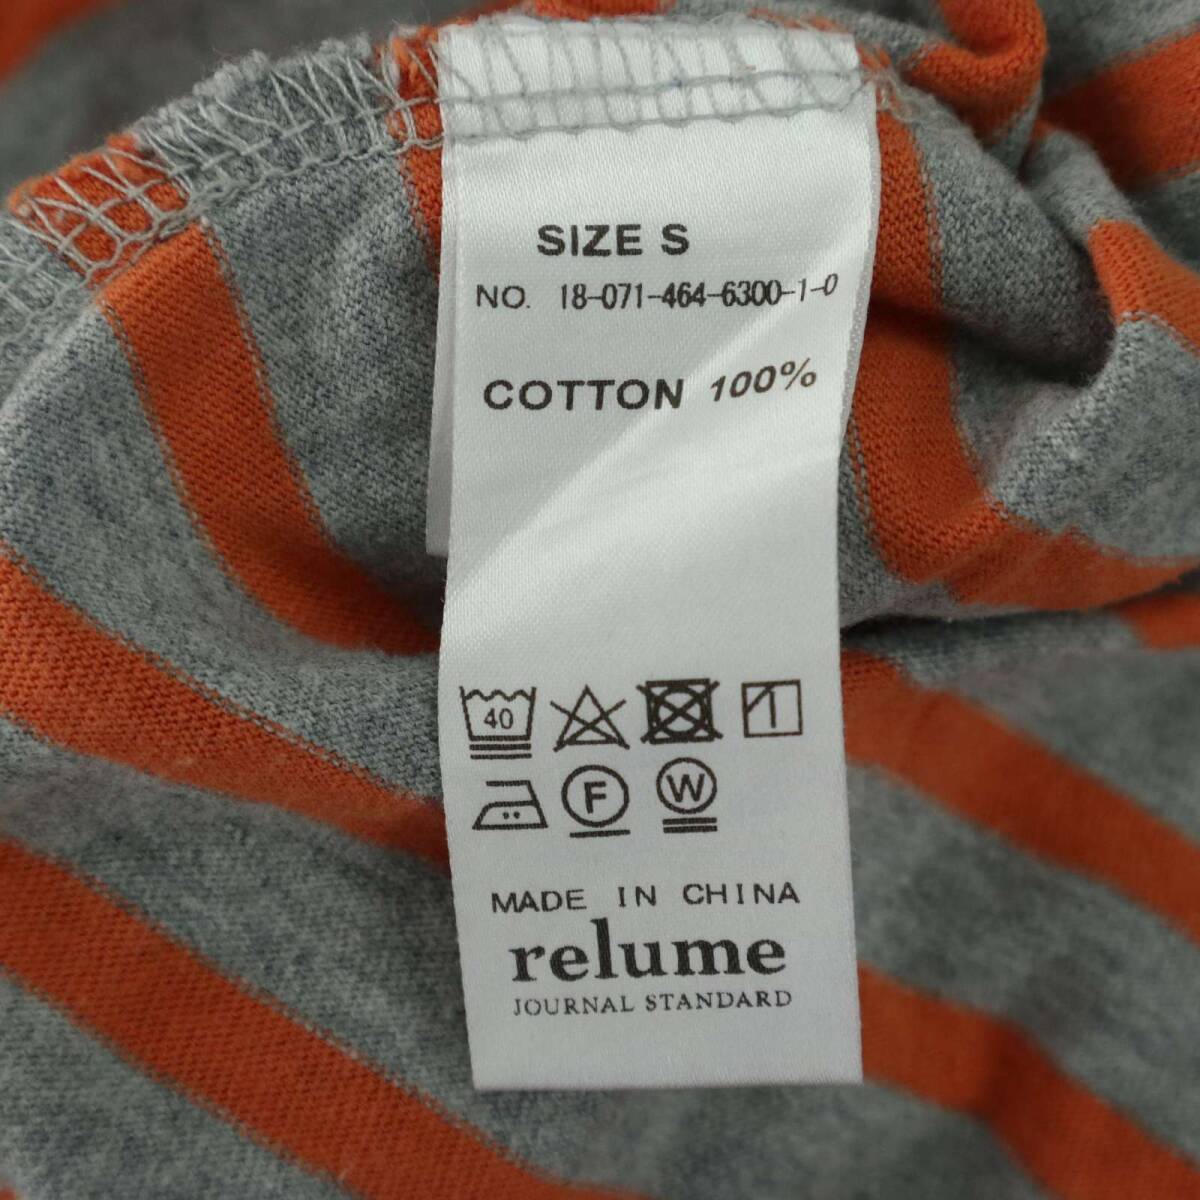 SIZE S
NO. 18-071-464-6300-1-0
COTTON 100%
40
F W
MADE IN CHINA
relume
JOURNAL STANDARD